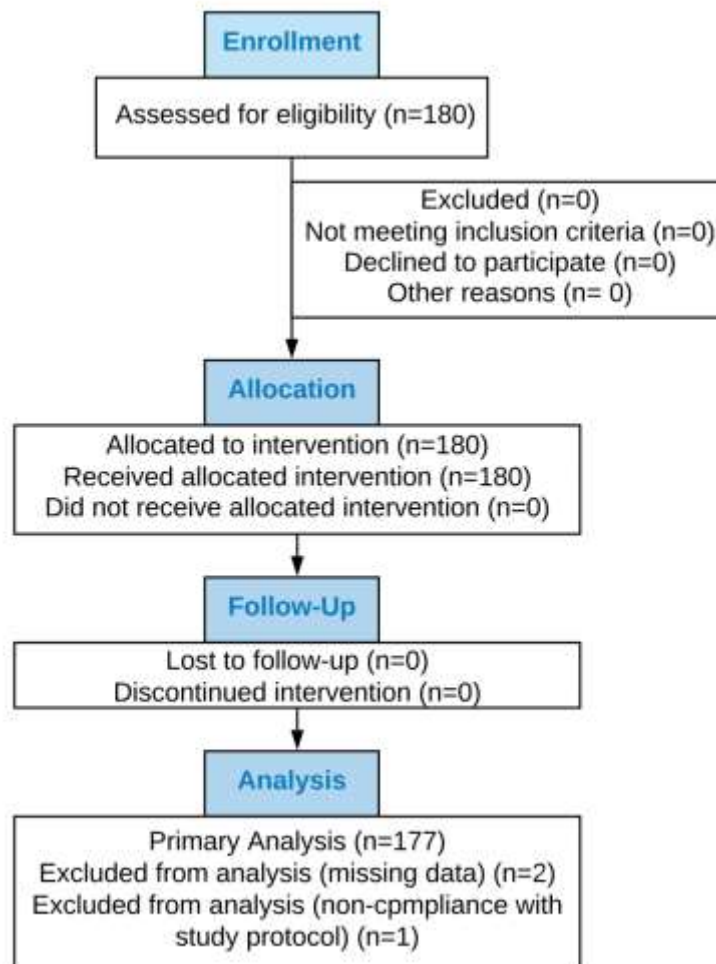 Enrollment
Assessed for eligibility (n=180)
Excluded (n=0)
Not meeting inclusion criteria (n=0)
Declined to participate (n=0)
Other reasons (n= 0)
Allocation
Allocated to intervention (n=180)
Received allocated intervention (n=180)
Did not receive allocated intervention (n=0)
Follow-Up
Lost to follow-up (n=0)
Discontinued intervention (n=0)
Analysis
Primary Analysis (n=177)
Excluded from analysis (missing data) (n=2)
Excluded from analysis (non-cpmpliance with
study protocol) (n=1)